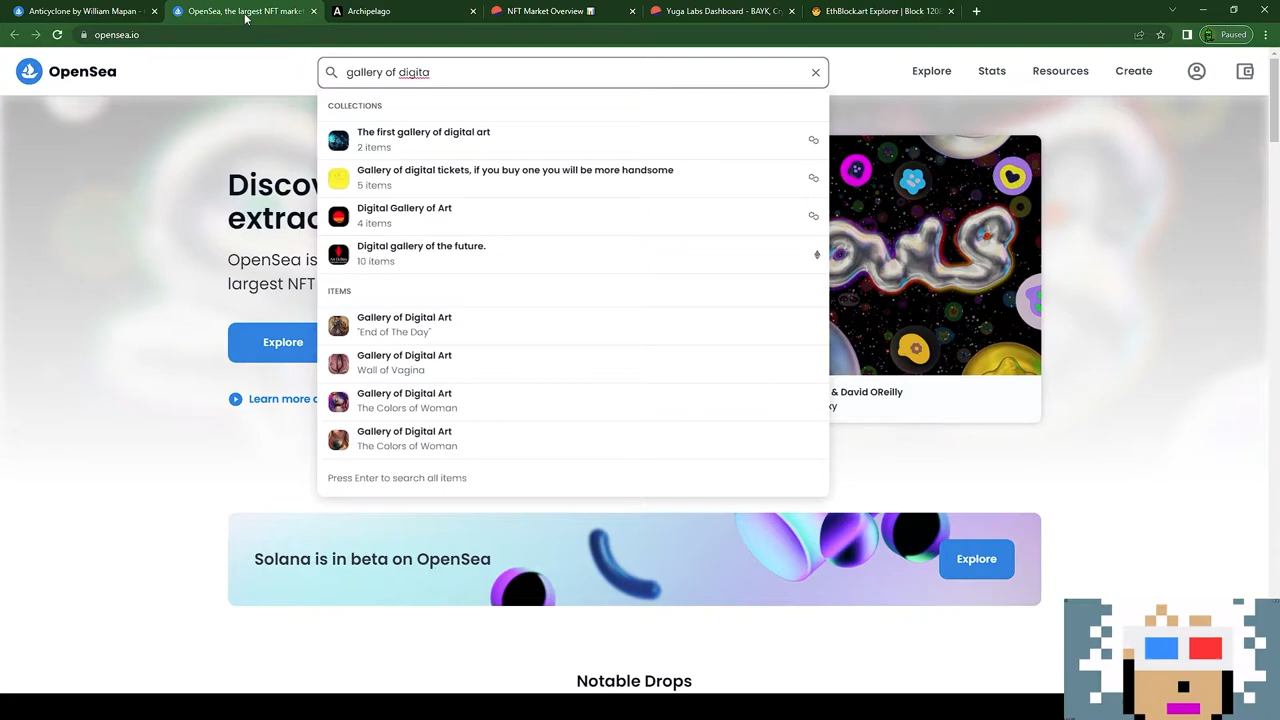 Anticyclone by William Mapan -
OpenSea, the largest NFT market
Archipelago
NFT Market Overview
Yuga Labs Dashboard - BAYK, Cr
EthBlockart Explorer | Block 1208
opensea.io
Paused
OpenSea
gallery of digita
Explore
Stats
Resources
Create
COLLECTIONS
The first gallery of digital art
2 items
Gallery of digital tickets, if you buy one you will be more handsome
5 items
Digital Gallery of Art
4 items
Digital gallery of the future.
10 items
ITEMS
Gallery of Digital Art
"End of The Day"
Gallery of Digital Art
Wall of Vagina
Gallery of Digital Art
The Colors of Woman
Gallery of Digital Art
The Colors of Woman
Press Enter to search all items
Discov
extrac
OpenSea is
largest NFT
Explore
Learn more
& David OReilly
Solana is in beta on OpenSea
Explore
Notable Drops